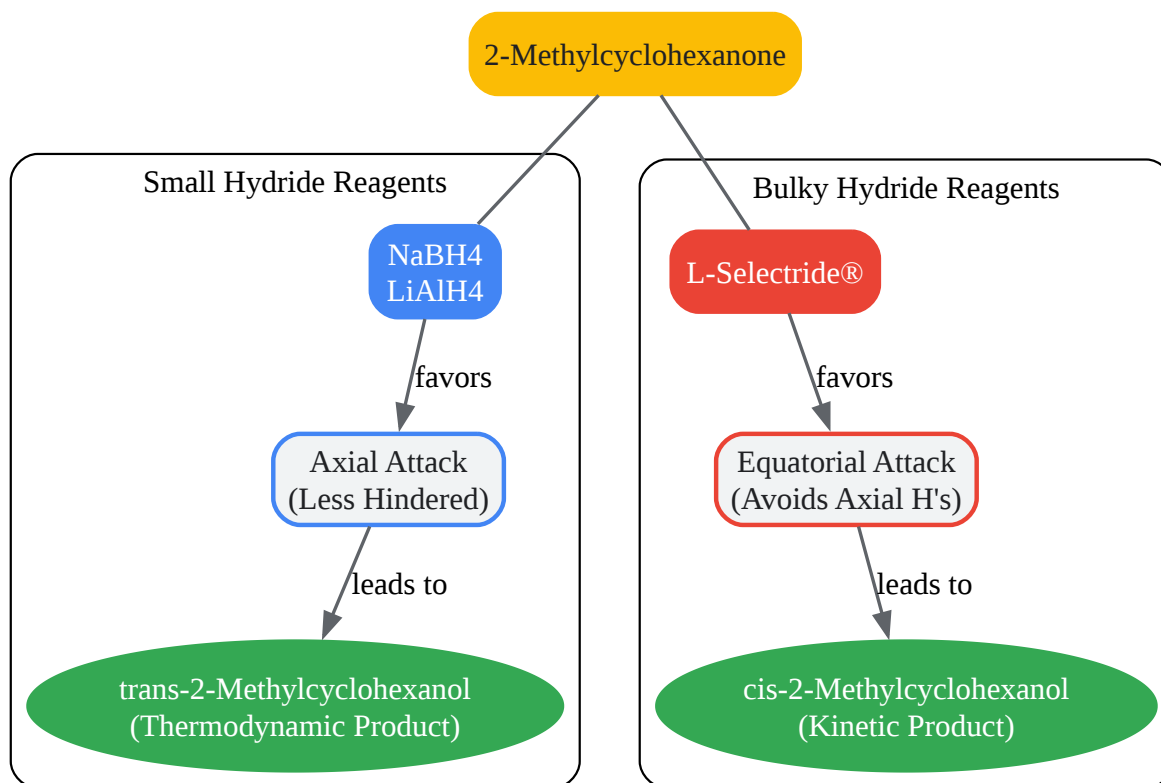 2-Methylcyclohexanone
Small Hydride Reagents
NaBH4
LiAlH4
favors
Axial Attack
(Less Hindered)
leads to
trans-2-Methylcyclohexanol
(Thermodynamic Product)
Bulky Hydride Reagents
L-Selectride®
favors
Equatorial Attack
(Avoids Axial H's)
leads to
cis-2-Methylcyclohexanol
(Kinetic Product)